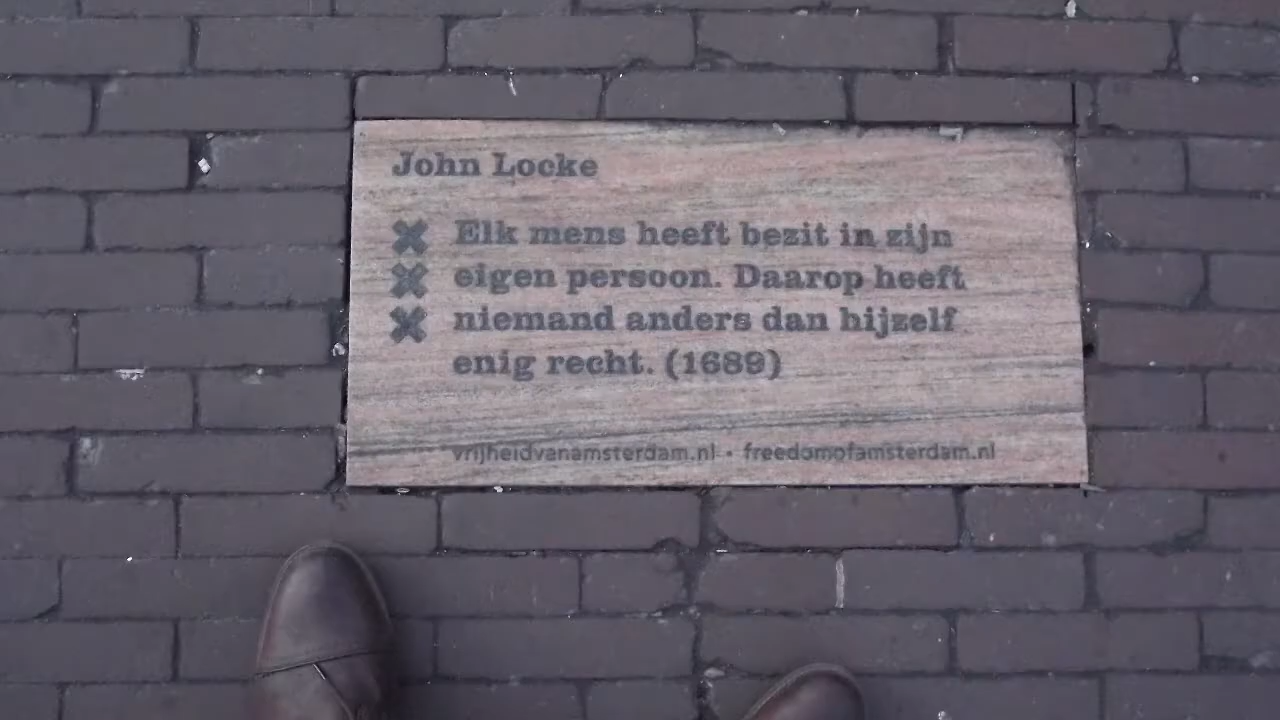 John Locke
Elk mens heeft bezit in zijn
eigen persoon. Daarop heeft
niemand anders dan hijzelf
enig recht. (1689)
vrijheidvanamsterdam.nl • freedomofamsterdam.nl